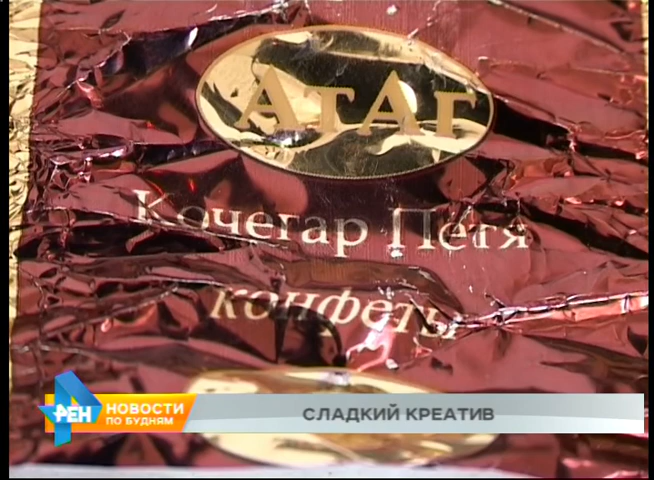 АтАг
Кочегар Петя
конфеты
РЕН
НОВОСТИ
ПО БУДНЯМ
СЛАДКИЙ КРЕАТИВ